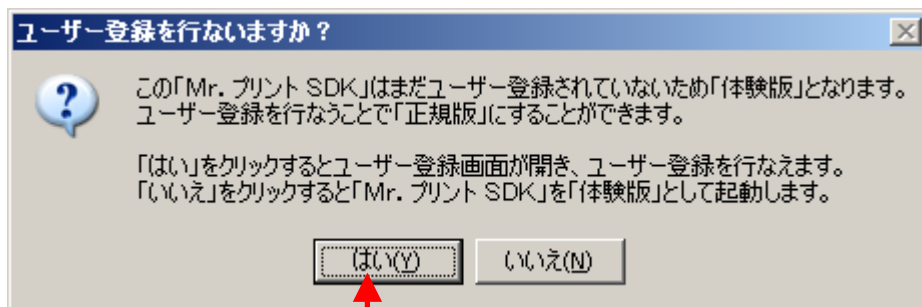 ユーザー登録を行ないますか？
この「Mr. プリント SDK」はまだユーザー登録されていないため「体験版」となります。
ユーザー登録を行なうことで「正規版」にすることができます。
「はい」をクリックするとユーザー登録画面が開き、ユーザー登録を行なえます。
「いいえ」をクリックすると「Mr. プリント SDK」を「体験版」として起動します。
はい(Y)
いいえ(N)